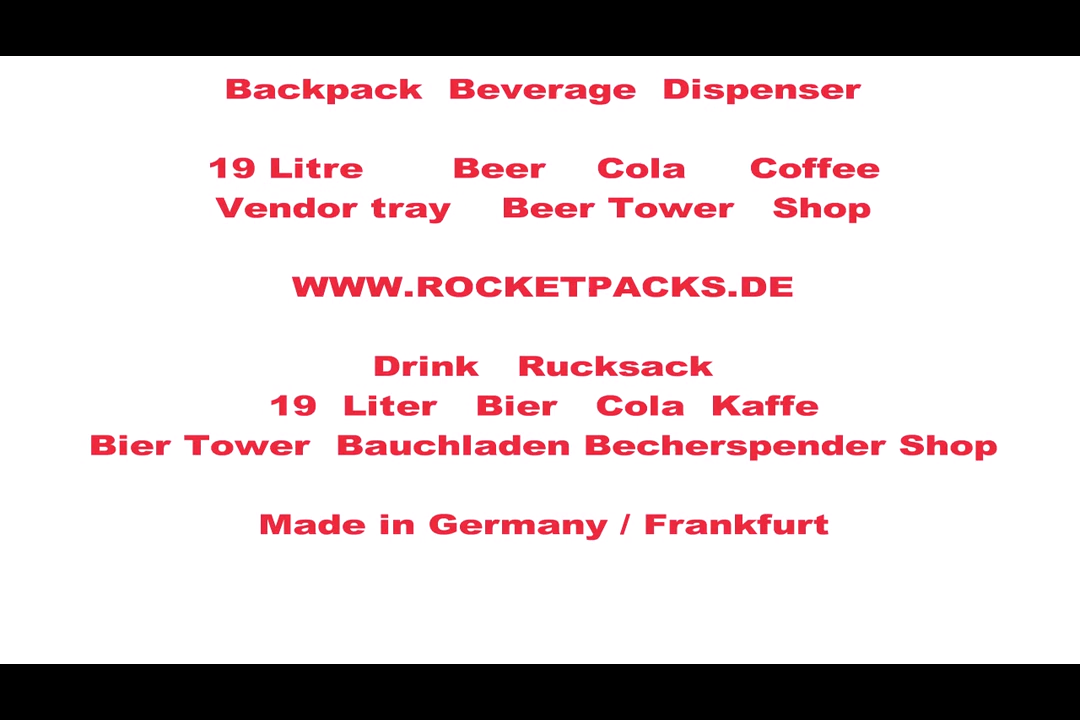 Backpack Beverage Dispenser
19 Litre Beer Cola Coffee
Vendor tray Beer Tower Shop
WWW.ROCKETPACKS.DE
Drink Rucksack
19 Liter Bier Cola Kaffe
Bier Tower Bauchladen Becherspender Shop
Made in Germany / Frankfurt